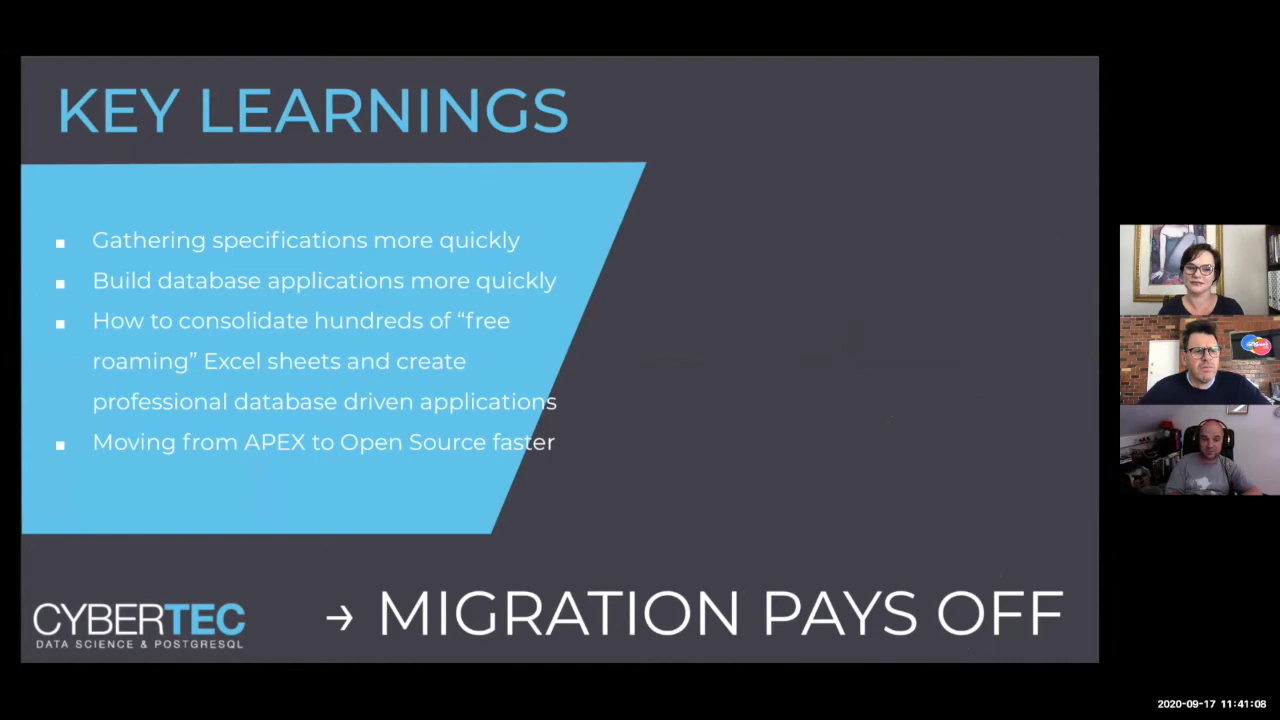 KEY LEARNINGS
Gathering specifications more quickly
Build database applications more quickly
How to consolidate hundreds of “free
roaming” Excel sheets and create
professional database driven applications
Moving from APEX to Open Source faster
CYBERTEC
DATA SCIENCE & POSTGRESQL
→ MIGRATION PAYS OFF
2020-09-17 11:41:08